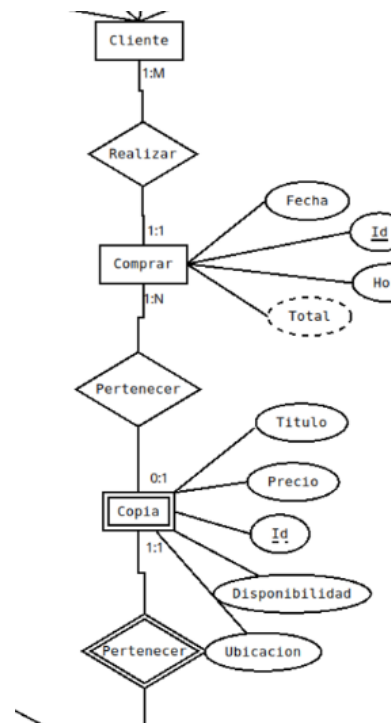 Cliente
1:M
Realizar
Fecha
Id
1:1
Comprar
Ho
1:N
Total
Pertenecer
Titulo
0:1
Precio
Copia
Id
1:1
Disponibilidad
Pertenecer
Ubicacion